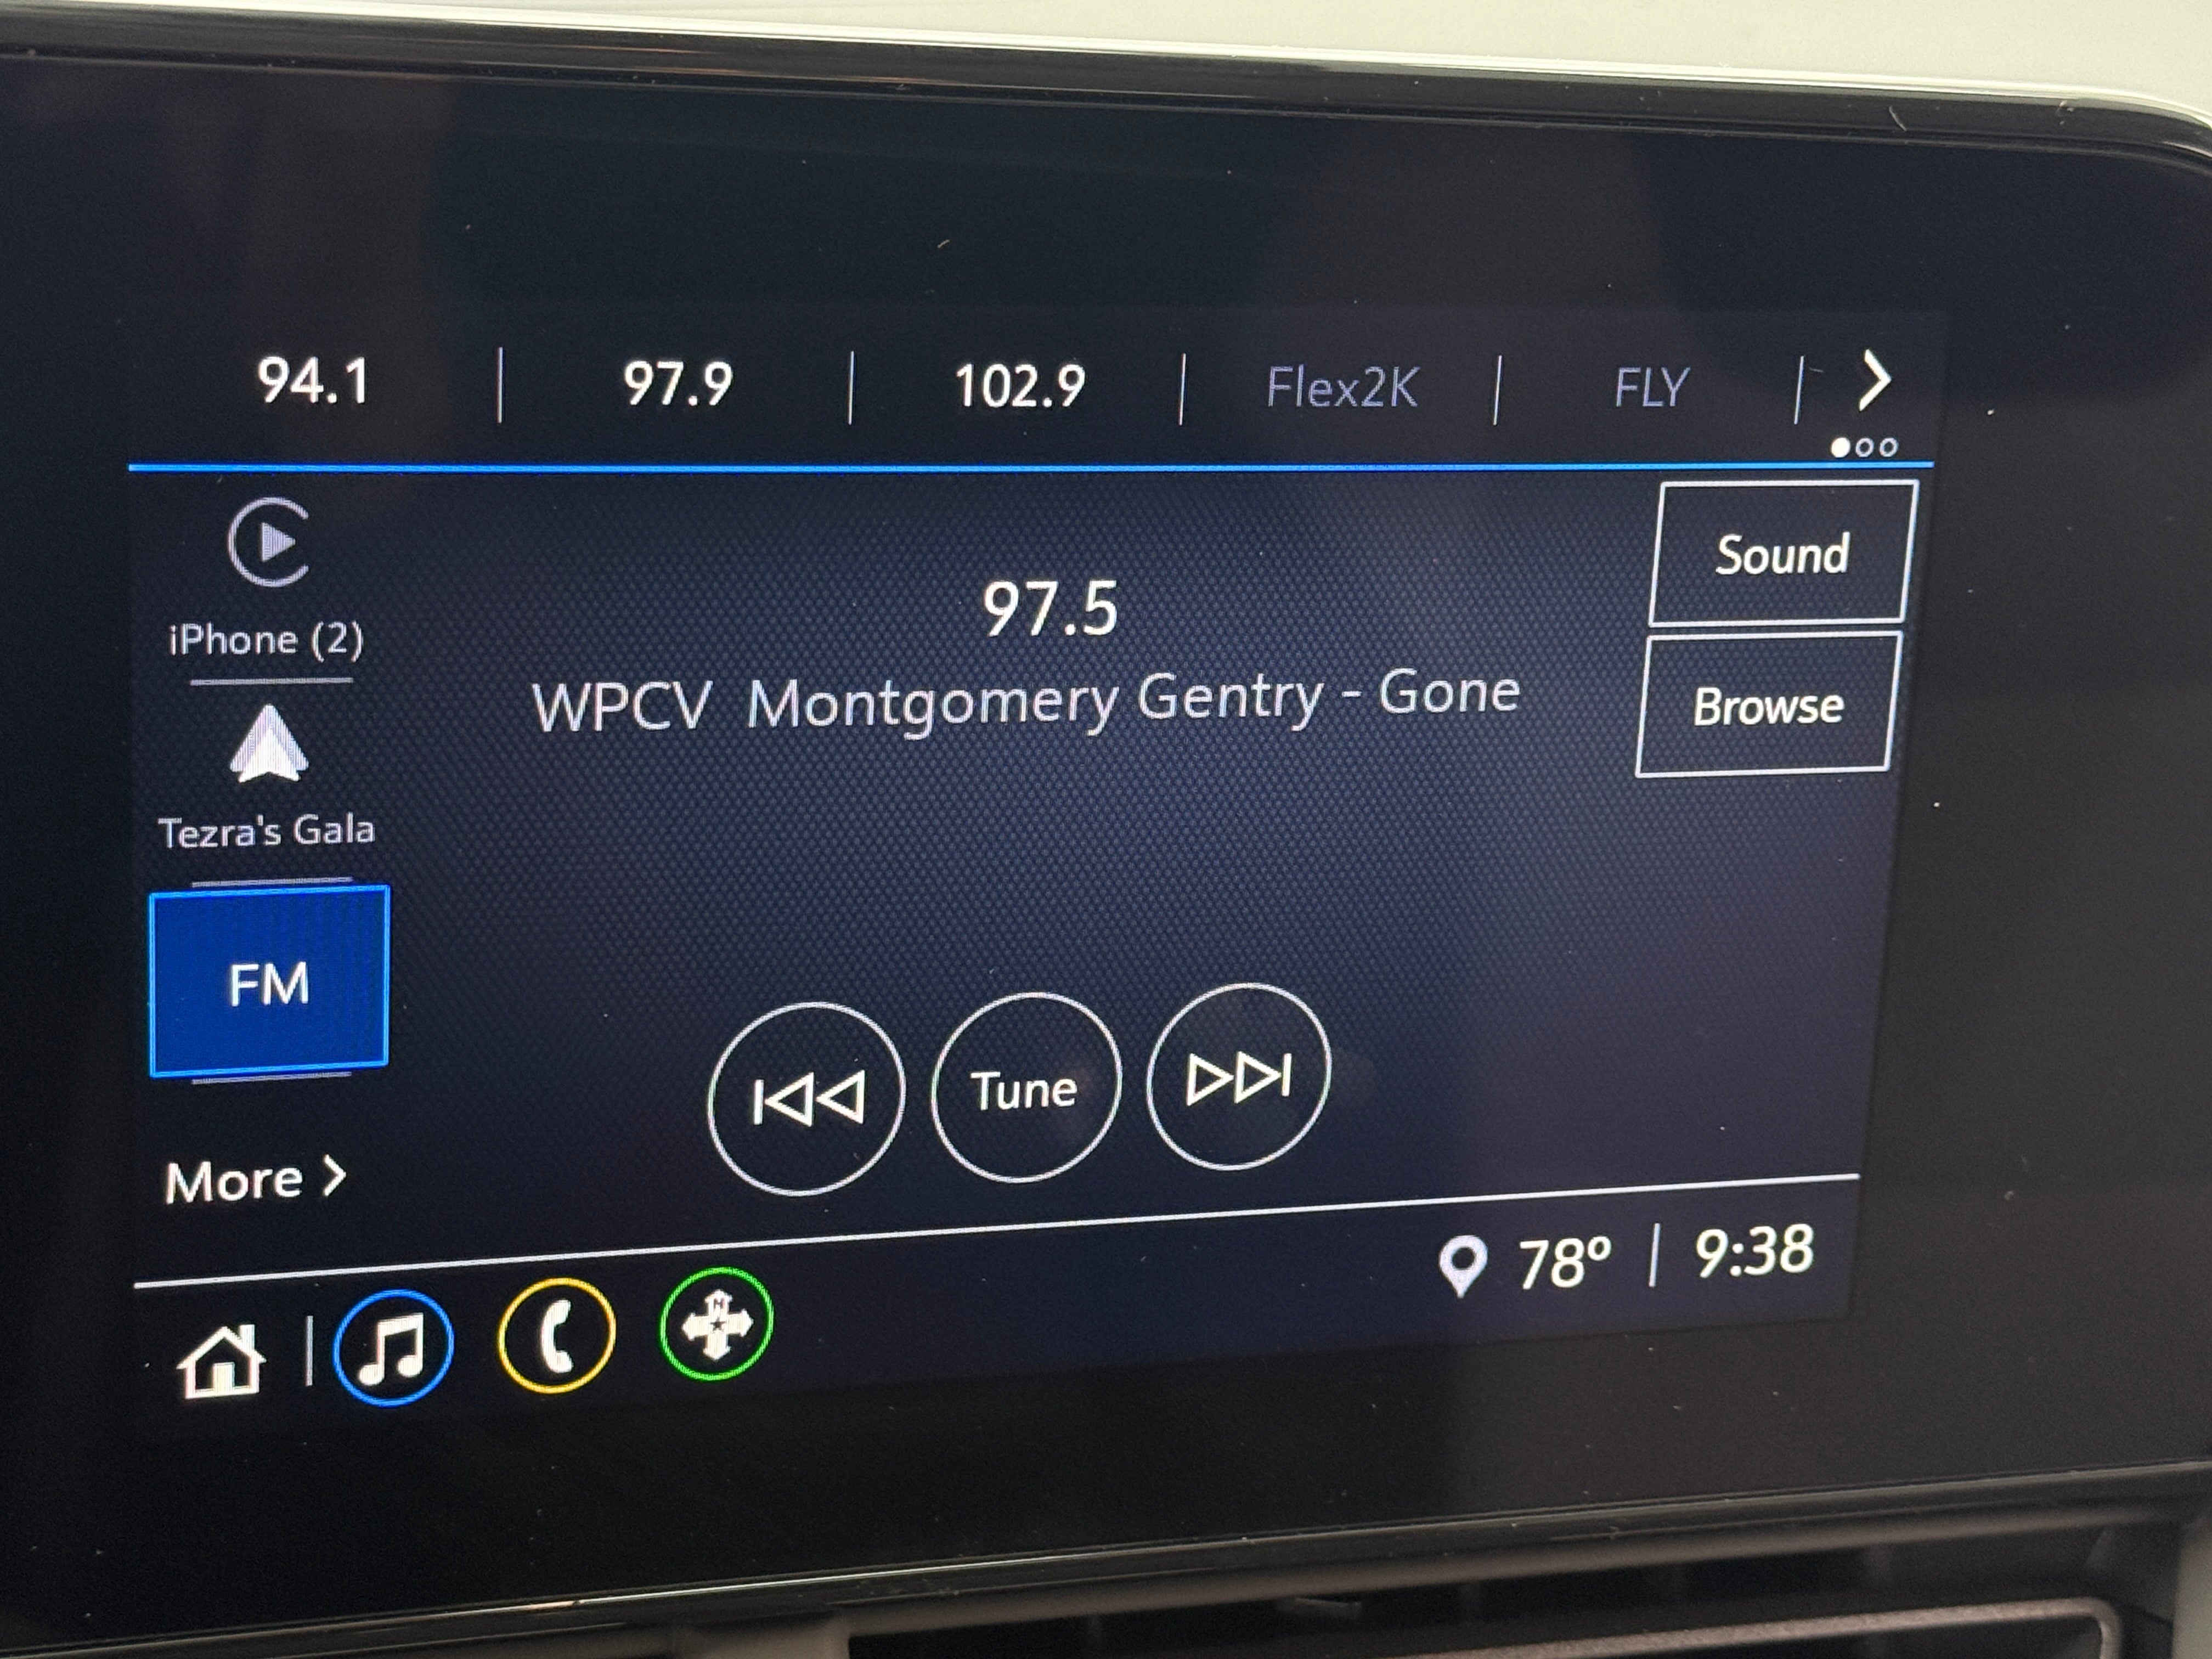 94.1 | 97.9 | 102.9 | Flex2K | FLY |
iPhone (2)
Tezra's Gala
FM
More
97.5
WPCV Montgomery Gentry - Gone
Sound
Browse
Tune
N
78º | 9:38